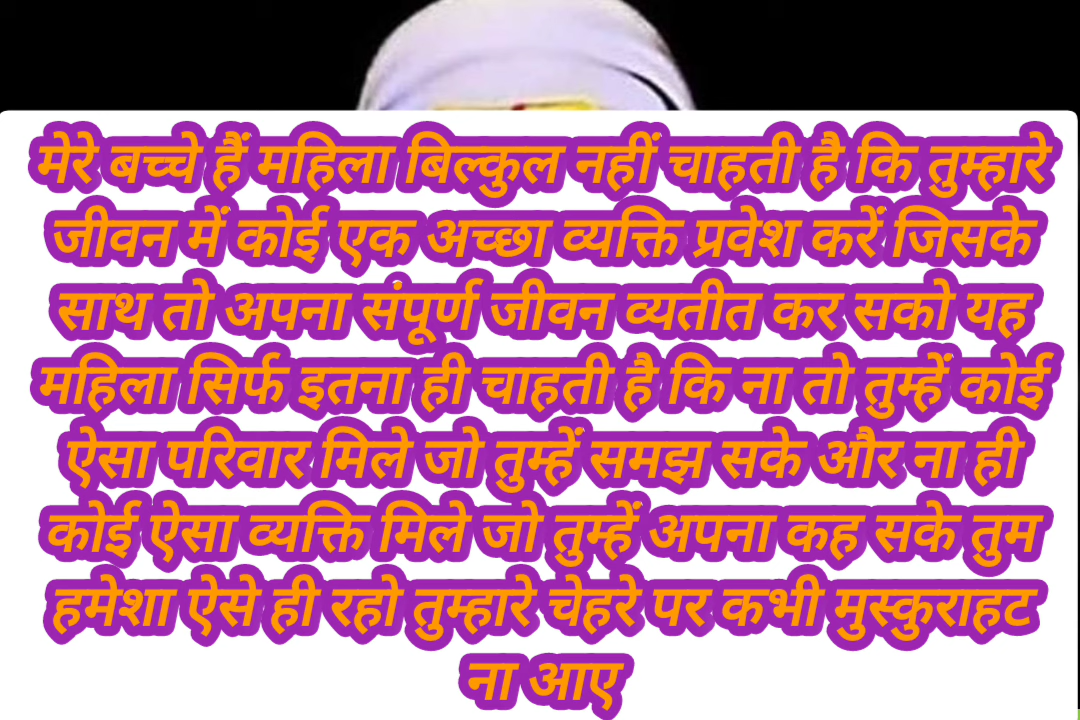 मेरे बच्चे हैं महिला बिल्कुल नहीं चाहती है कि तुम्हारे
जीवन में कोई एक अच्छा व्यक्ति प्रवेश करें जिसके
साथ तो अपना संपूर्ण जीवन व्यतीत कर सको यह
महिला सिर्फ इतना ही चाहती है कि ना तो तुम्हें कोई
ऐसा परिवार मिले जो तुम्हें समझ सके और ना ही
कोई ऐसा व्यक्ति मिले जो तुम्हें अपना कह सके तुम
हमेशा ऐसे ही रहो तुम्हारे चेहरे पर कभी मुस्कुराहट
ना आए